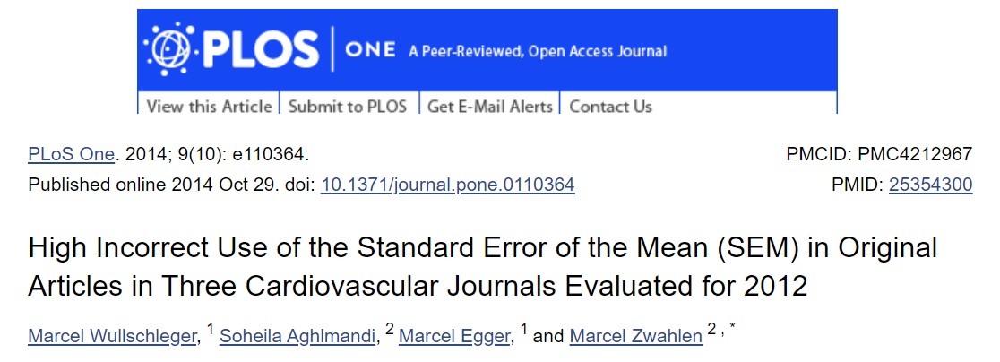 PLOS ONE A Peer-Reviewed, Open Access Journal
View this Article Submit to PLOS Get E-Mail Alerts Contact Us
PLoS One. 2014; 9(10): e110364. PMCID: PMC4212967
Published online 2014 Oct 29. doi: 10.1371/journal.pone.0110364 PMID: 25354300
High Incorrect Use of the Standard Error of the Mean (SEM) in Original
Articles in Three Cardiovascular Journals Evaluated for 2012
Marcel Wullschleger, 1 Soheila Aghlmandi, 2 Marcel Egger, 1 and Marcel Zwahlen 2 , *